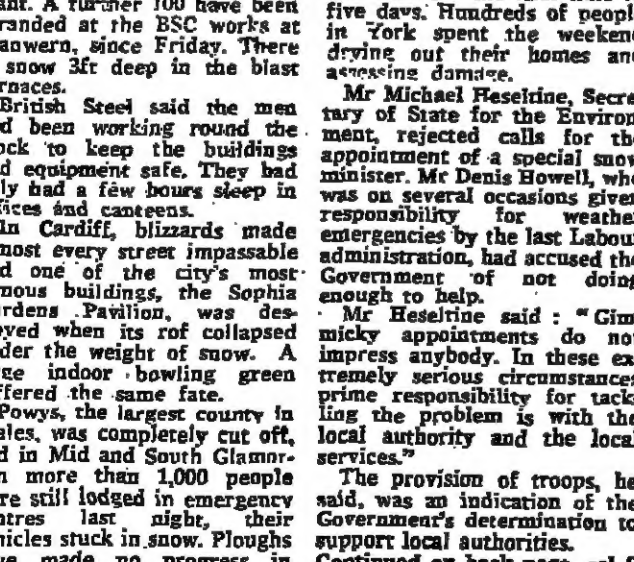 ant. A further 100 have been
randed at the BSC works at
anwern, since Friday. There
snow 3ft deep in the blast
rnaces.
British Steel said the men
d been working round the
ock to keep the buildings
d equipment safe. They had
ly had a few hours sleep in
fices and canteens.
In Cardiff, blizzards made
most every street impassable
d one of the city's most
mous buildings, the Sophia
rdens Pavilion, was des-
oyed when its rof collapsed
der the weight of snow. A
ge indoor bowling green
ffered the same fate.
Powys, the largest county in
ales, was completely cut off,
d in Mid and South Glamor-
n more than 1,000 people
re still lodged in emergency
ntres last night, their
hicles stuck in snow. Ploughs
ve made no progress in
five days. Hundreds of peopl
in York spent the weekend
drying out their homes and
assessing damage.
Mr Michael Heseltine, Secre
tary of State for the Environ
ment, rejected calls for the
appointment of a special snow
minister. Mr Denis Howell, who
was on several occasions given
responsibility for weather
emergencies by the last Labour
administration, had accused the
Government of not doing
enough to help.
Mr Heseltine said : " Gim
micky appointments do not
impress anybody. In these ex
tremely serious circumstances
prime responsibility for tack
ling the problem is with the
local authority and the local
services."
The provision of troops, he
said, was an indication of the
Government's determination to
support local authorities.
Continued on back page, col